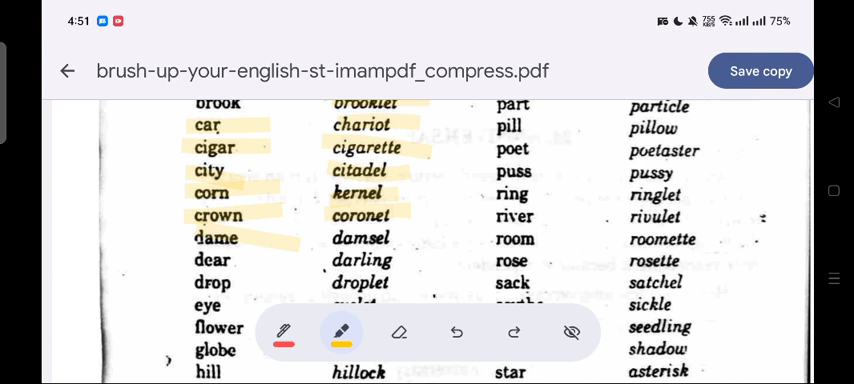 4:51 755 KB/S 75%
brush-up-your-english-st-imampdf_compress.pdf Save copy
brook brooklet part particle
car chariot pill pillow
cigar cigarette poet poetaster
city citadel puss pussy
corn kernel ring ringlet
crown coronet river rivulet
dame damsel room roomette
dear darling rose rosette
drop droplet sack satchel
eye sickle
flower seedling
globe shadow
hill hillock star asterisk